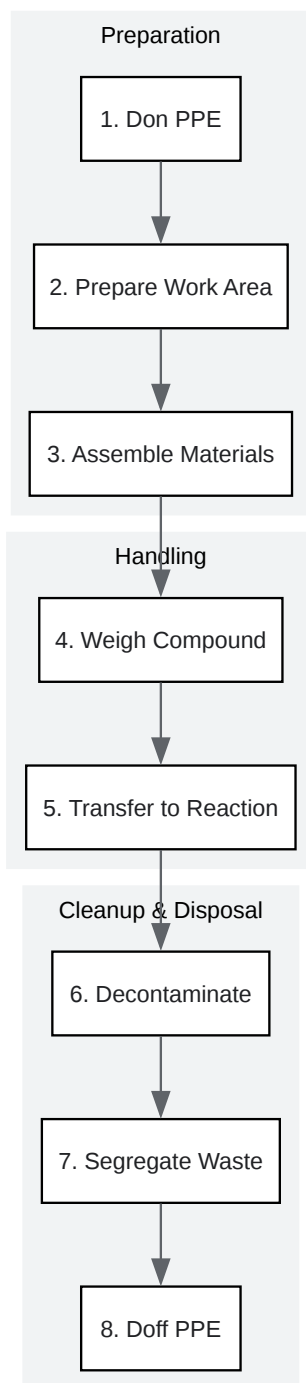 Preparation
1. Don PPE
2. Prepare Work Area
3. Assemble Materials
Handling
4. Weigh Compound
5. Transfer to Reaction
Cleanup & Disposal
6. Decontaminate
7. Segregate Waste
8. Doff PPE